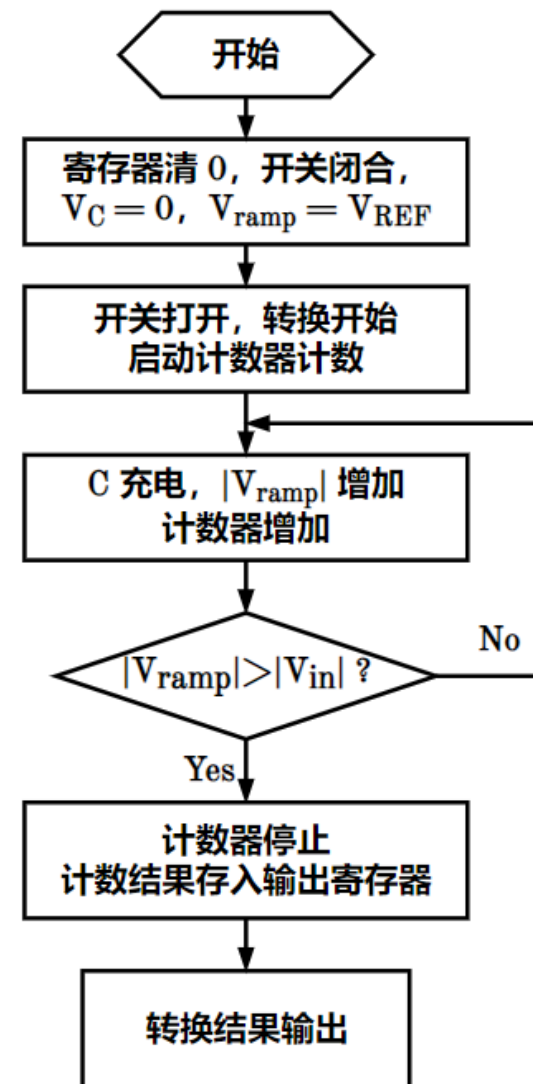 开始
寄存器清 0，开关闭合，
V_C = 0，V_ramp = V_REF
开关打开，转换开始
启动计数器计数
C 充电，|V_ramp| 增加
计数器增加
|V_ramp|>|V_in| ?
No
Yes
计数器停止
计数结果存入输出寄存器
转换结果输出